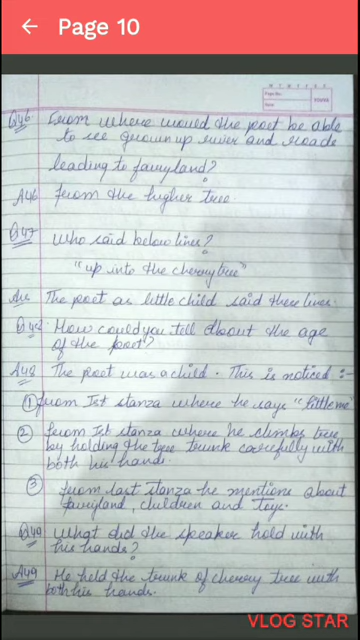 Page 10
M T W T F S S
Page No.:
Date:
YOUVA
Q46 From where would the poet be able
to see grown up river and roads
leading to fairyland?
A46 From the higher tree.
Q47 Who said below lines?
"up into the cherry tree"
Ans The poet as little child said these lines.
Q48 How could you tell about the age
of the poet?
A48 The poet was a child. This is noticed :-
① From Ist stanza where he says "little me"
② From Ist stanza where he climbs tree
by holding the tree trunk carefully with
both his hands.
③ From last stanza he mentions about
fairyland, children and toys.
Q49 What did the speaker hold with
his hands?
A49 He held the trunk of cherry tree with
both his hands.
VLOG STAR